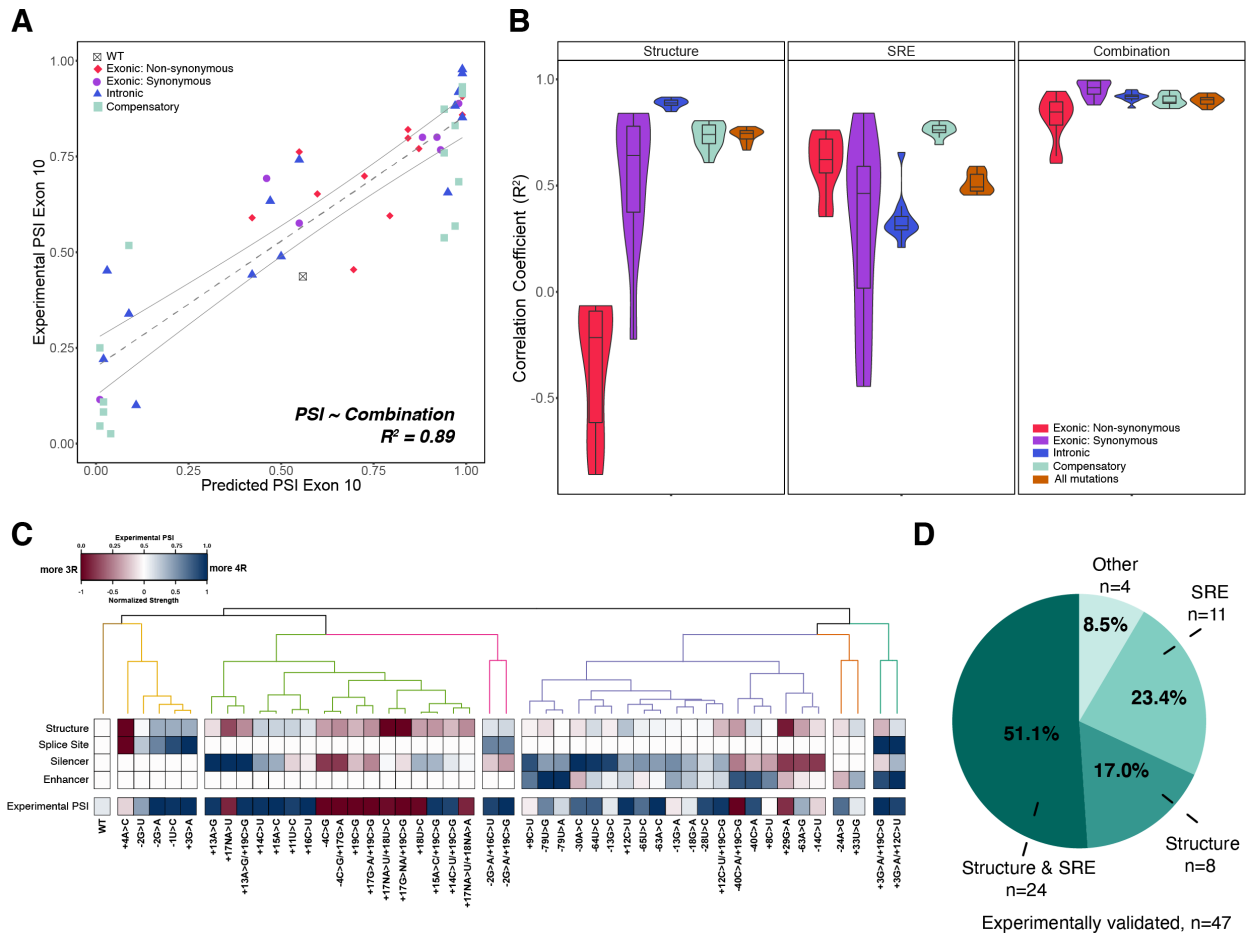 A
WT
Exonic: Non-synonymous
Exonic: Synonymous
Intronic
Compensatory
1.00
0.75
0.50
0.25
0.00
Experimental PSI Exon 10
PSI ~ Combination
R² = 0.89
0.00 0.25 0.50 0.75 1.00
Predicted PSI Exon 10
B
Structure SRE Combination
1.0
0.5
0.0
-0.5
Correlation Coefficient (R²)
Exonic: Non-synonymous
Exonic: Synonymous
Intronic
Compensatory
All mutations
C
Experimental PSI
0.0 0.25 0.5 0.75 1.0
more 3R more 4R
-1 -0.5 0 0.5 1
Normalized Strength
Structure
Splice Site
Silencer
Enhancer
Experimental PSI
WT
+4A>C
-2G>U
-2G>A
-1U>C
+3G>A
+13A>G
+17NA>U
+13A>G/+19C>G
+14C>U
+15A>C
+11U>C
+16C>U
-4C>G
-4C>G/+17G>A
+19C>G
+17G>A/+19C>G
+17NA>U/+18U>C
+17G>NA/+19C>G
+18U>C
+15A>C/+19C>G
+14C>U/+19C>G
+17NA>U/+18NA>A
-2G>A/+16C>U
-2G>A/+19C>G
+9C>U
-79U>G
-79U>A
-30A>C
-64U>C
-13C>G
+12C>U
-65U>C
-63A>C
-13G>A
-18G>A
-28U>C
+12C>U/+19C>G
-40C>A/+19C>G
-40C>A
+8C>U
+29G>A
-63A>G
-14C>U
-24A>G
+33U>G
+3G>A/+19C>G
+3G>A/+12C>U
D
Other
n=4
8.5%
SRE
n=11
23.4%
17.0%
51.1%
Structure
n=8
Structure & SRE
n=24
Experimentally validated, n=47